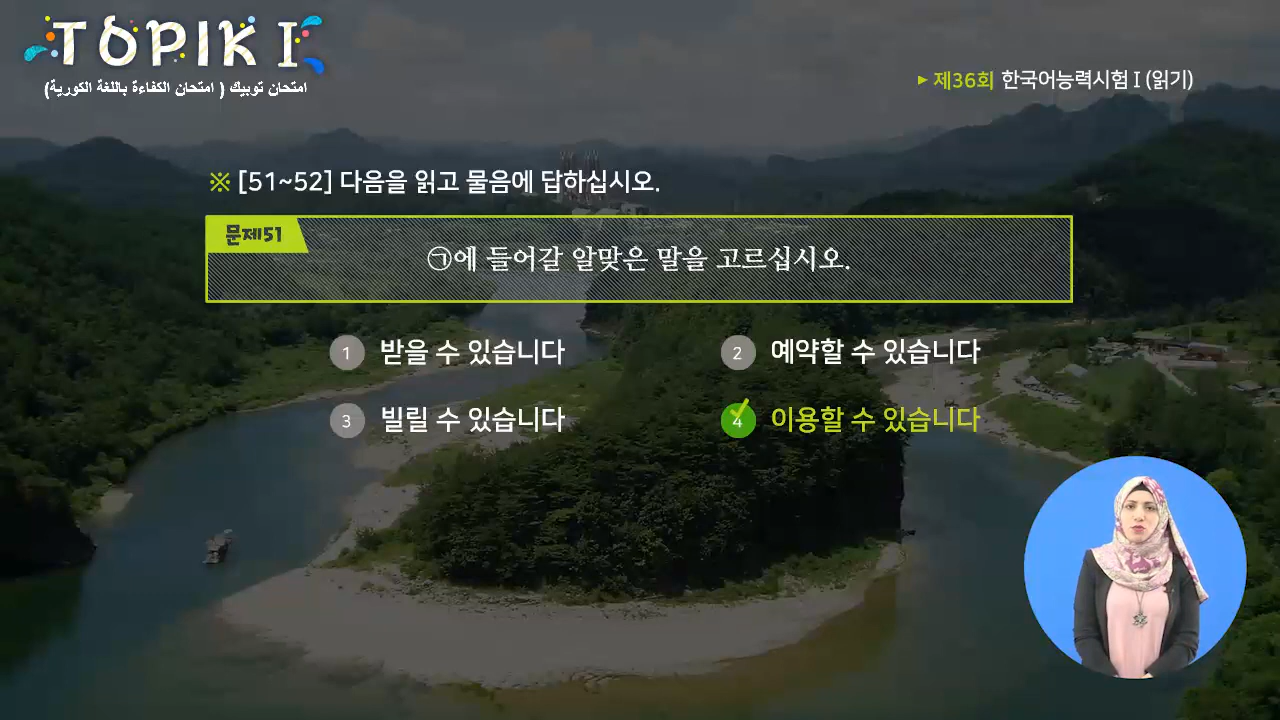 TOPIK I
امتحان توبيك ( امتحان الكفاءة باللغة الكورية)
▶ 제36회 한국어능력시험 I (읽기)
※ [51~52] 다음을 읽고 물음에 답하십시오.
문제51
㉠에 들어갈 알맞은 말을 고르십시오.
1 받을 수 있습니다
2 예약할 수 있습니다
3 빌릴 수 있습니다
4 이용할 수 있습니다